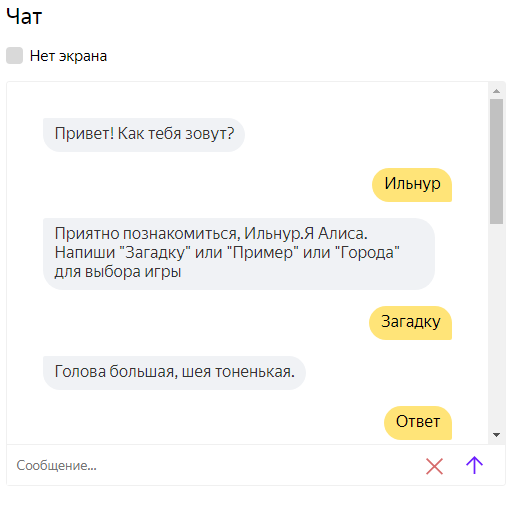 Чат
Нет экрана
Привет! Как тебя зовут?
Ильнур
Приятно познакомиться, Ильнур.Я Алиса.
Напиши "Загадку" или "Пример" или "Города"
для выбора игры
Загадку
Голова большая, шея тоненькая.
Ответ
Сообщение...